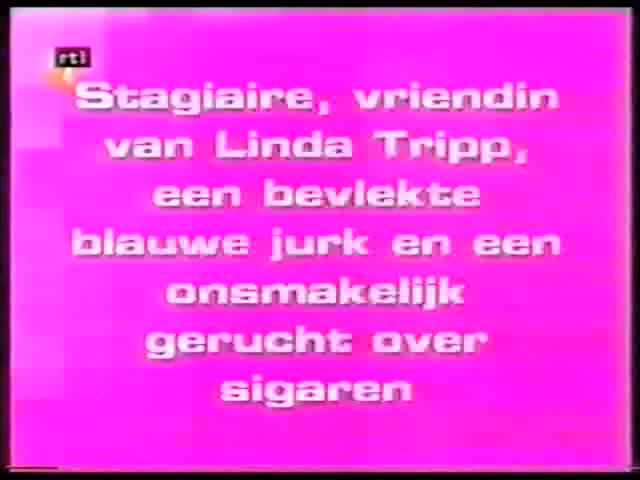 rtl
4
Stagiaire, vriendin
van Linda Tripp,
een bevlekte
blauwe jurk en een
onsmakelijk
gerucht over
sigaren